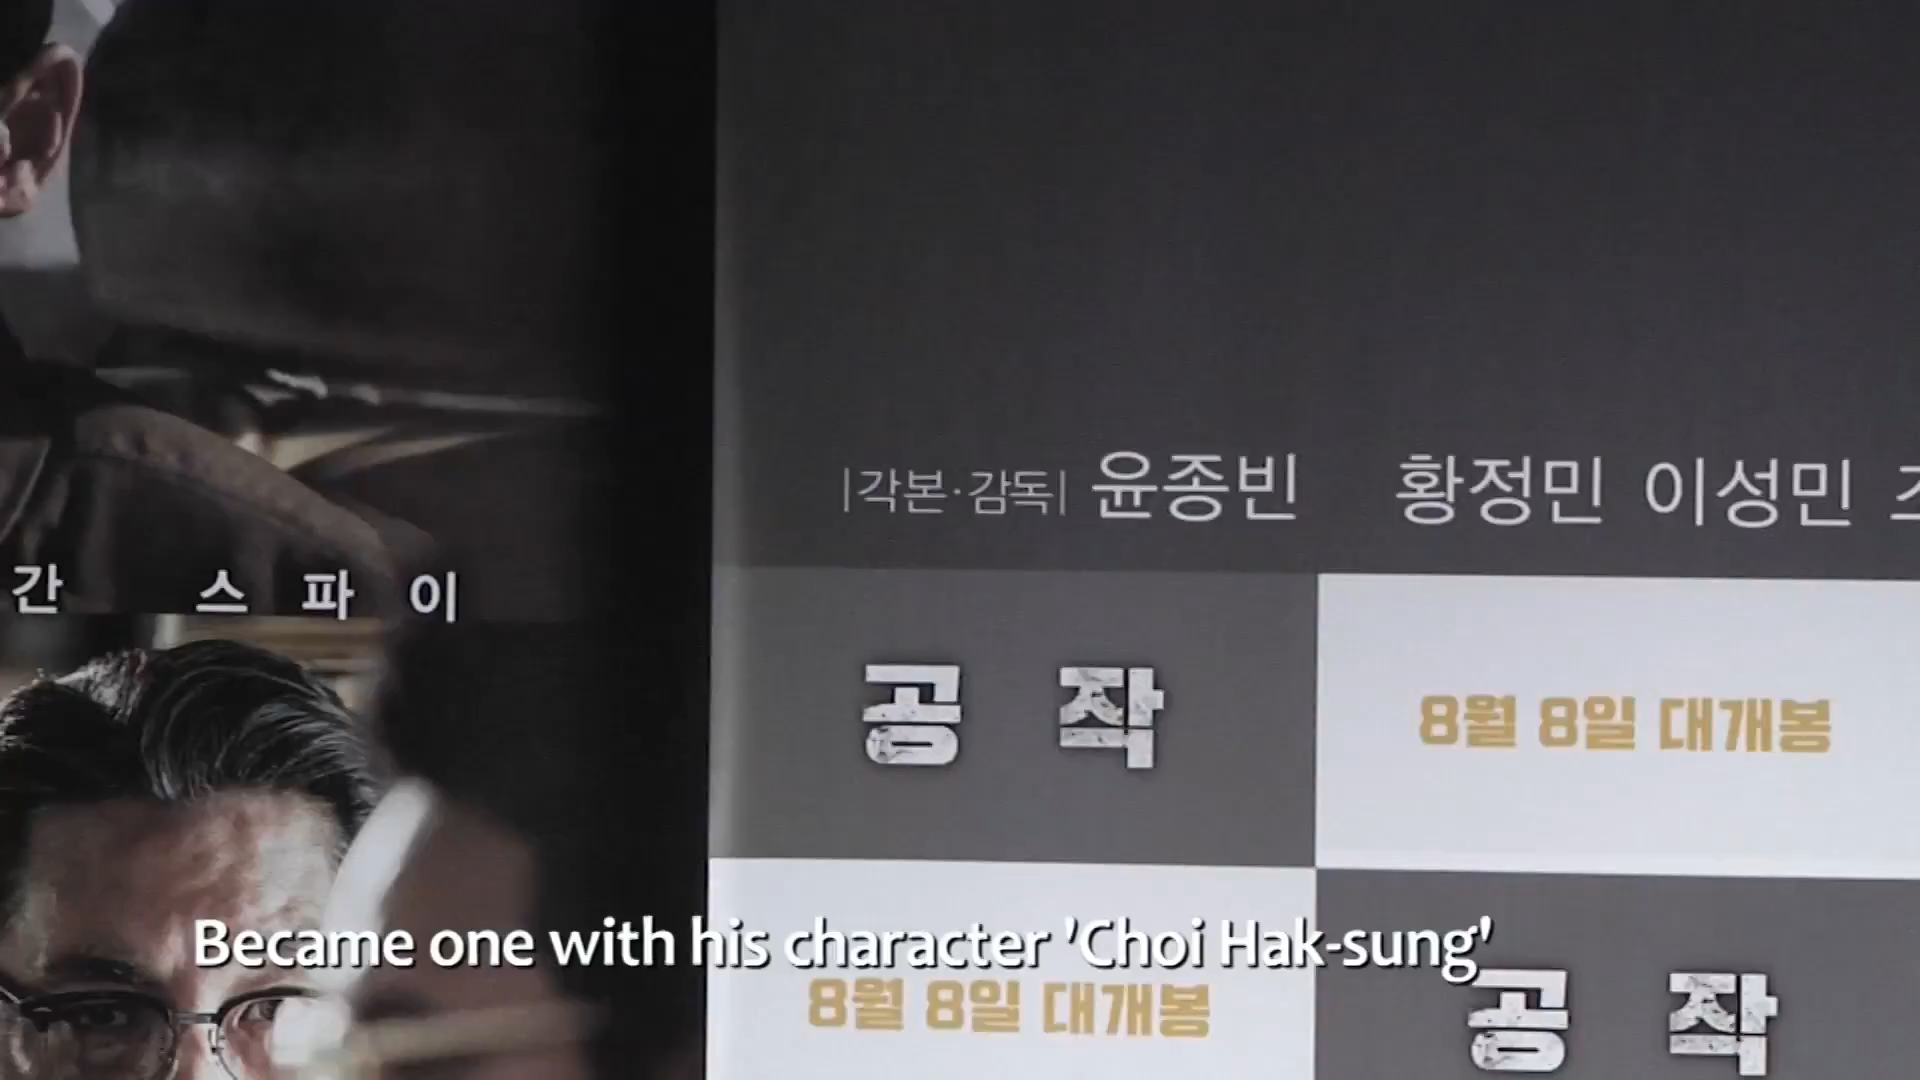 |각본·감독| 윤종빈 황정민 이성민
간 스파이
공작
8월 8일 대개봉
Became one with his character 'Choi Hak-sung'
8월 8일 대개봉
공작